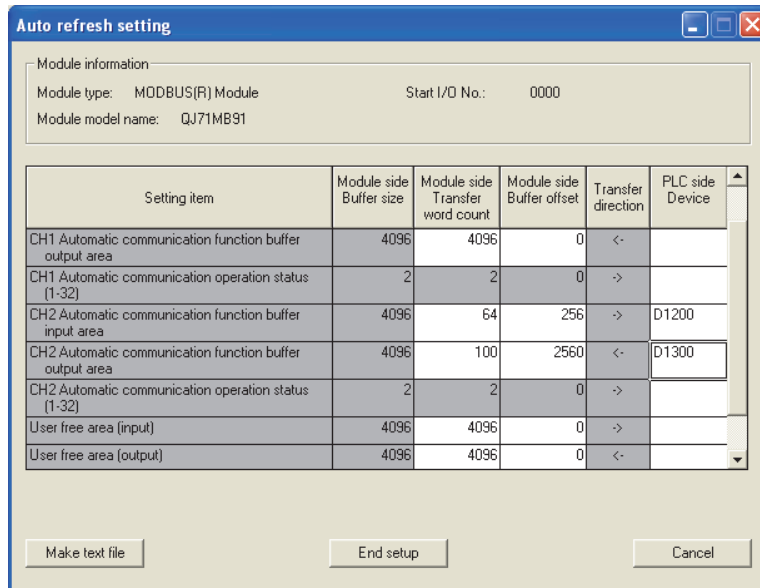 Auto refresh setting
Module information
Module type: MODBUS(R) Module Start I/O No.: 0000
Module model name: QJ71MB91
Setting item Module side Buffer size Module side Transfer word count Module side Buffer offset Transfer direction PLC side Device
CH1 Automatic communication function buffer output area 4096 4096 0 <-
CH1 Automatic communication operation status (1-32) 2 2 0 ->
CH2 Automatic communication function buffer input area 4096 64 256 -> D1200
CH2 Automatic communication function buffer output area 4096 100 2560 <- D1300
CH2 Automatic communication operation status (1-32) 2 2 0 ->
User free area (input) 4096 4096 0 ->
User free area (output) 4096 4096 0 <-
Make text file End setup Cancel